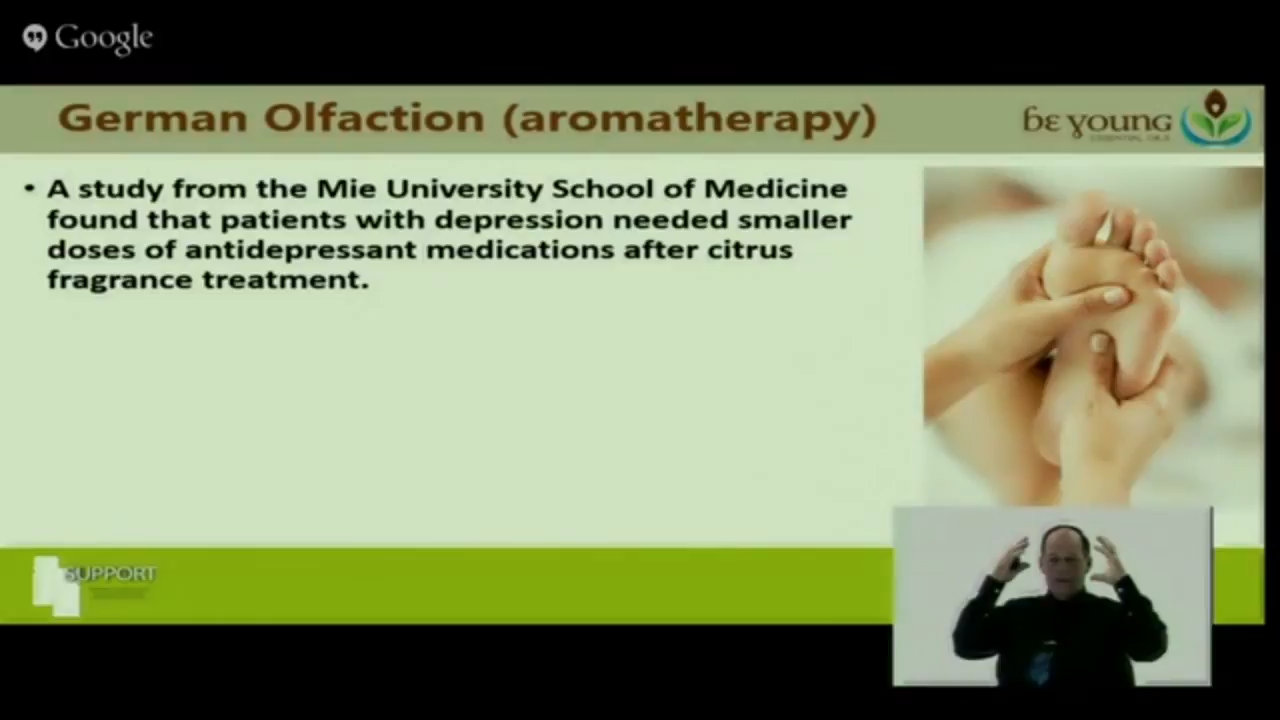 Google
German Olfaction (aromatherapy)
be young
• A study from the Mie University School of Medicine
found that patients with depression needed smaller
doses of antidepressant medications after citrus
fragrance treatment.
SUPPORT